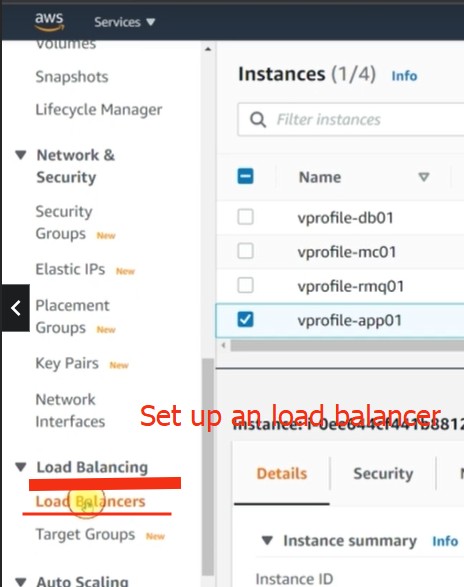 aws
Services
Volumes
Snapshots
Lifecycle Manager
Network &
Security
Security
Groups New
Elastic IPs New
Placement
Groups New
Key Pairs New
Network
Interfaces
Load Balancing
Load Balancers
Target Groups New
Auto Scaling
Instances (1/4) Info
Filter instances
Name
vprofile-db01
vprofile-mc01
vprofile-rmq01
vprofile-app01
Set up an load balancer
Instance:
Details
Security
Instance summary Info
Instance ID